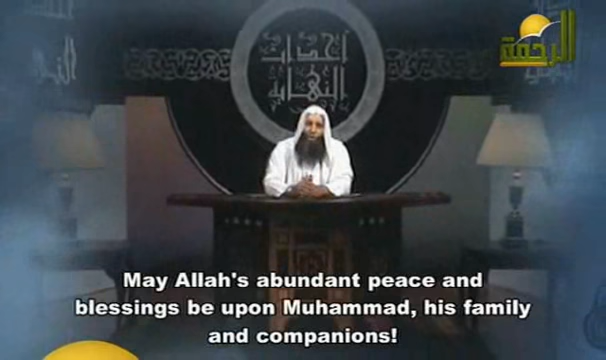 أحداث
النهاية
الرحمة
May Allah's abundant peace and
blessings be upon Muhammad, his family
and companions!